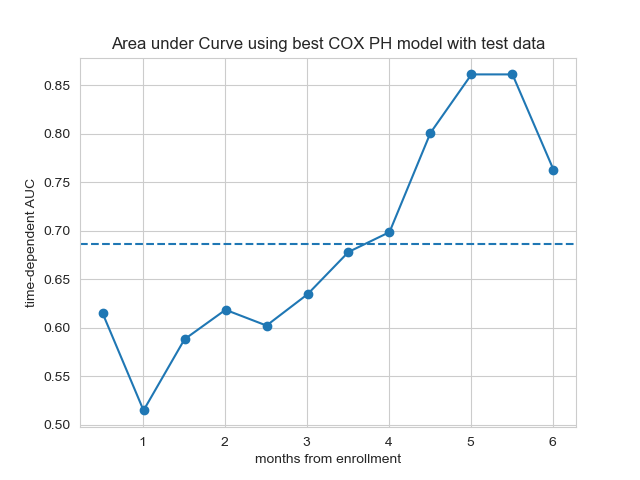 Area under Curve using best COX PH model with test data
time-dependent AUC
0.85
0.80
0.75
0.70
0.65
0.60
0.55
0.50
1 2 3 4 5 6
months from enrollment